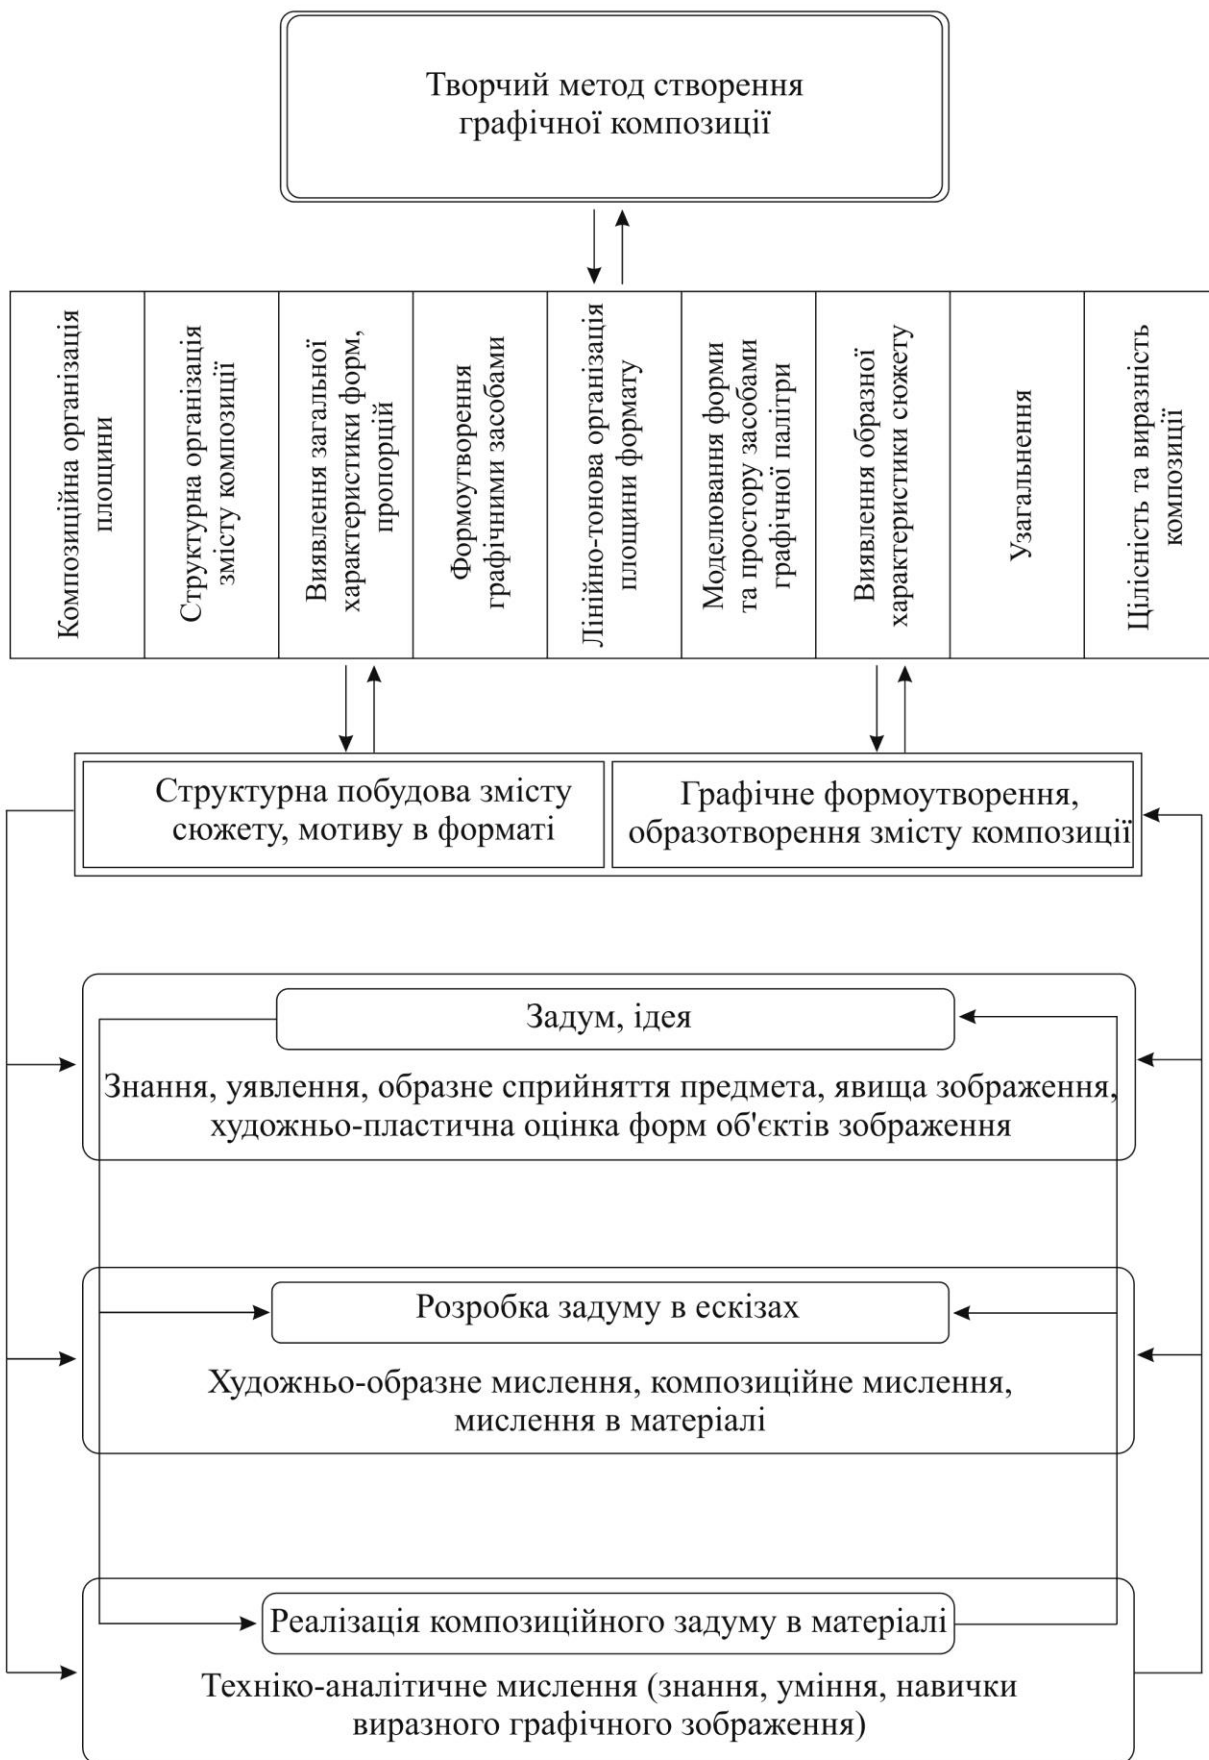 Творчий метод створення
графічної композиції
Композиційна організація
площини
Структурна організація
змісту композиції
Виявлення загальної
характеристики форм,
пропорцій
Формоутворення
графічними засобами
Лінійно-тонова організація
площини формату
Моделювання форми
та простору засобами
графічної палітри
Виявлення образної
характеристики сюжету
Узагальнення
Цілісність та виразність
композиції
Структурна побудова змісту
сюжету, мотиву в форматі
Графічне формоутворення,
образотворення змісту композиції
Задум, ідея
Знання, уявлення, образне сприйняття предмета, явища зображення,
художньо-пластична оцінка форм об'єктів зображення
Розробка задуму в ескізах
Художньо-образне мислення, композиційне мислення,
мислення в матеріалі
Реалізація композиційного задуму в матеріалі
Техніко-аналітичне мислення (знання, уміння, навички
виразного графічного зображення)